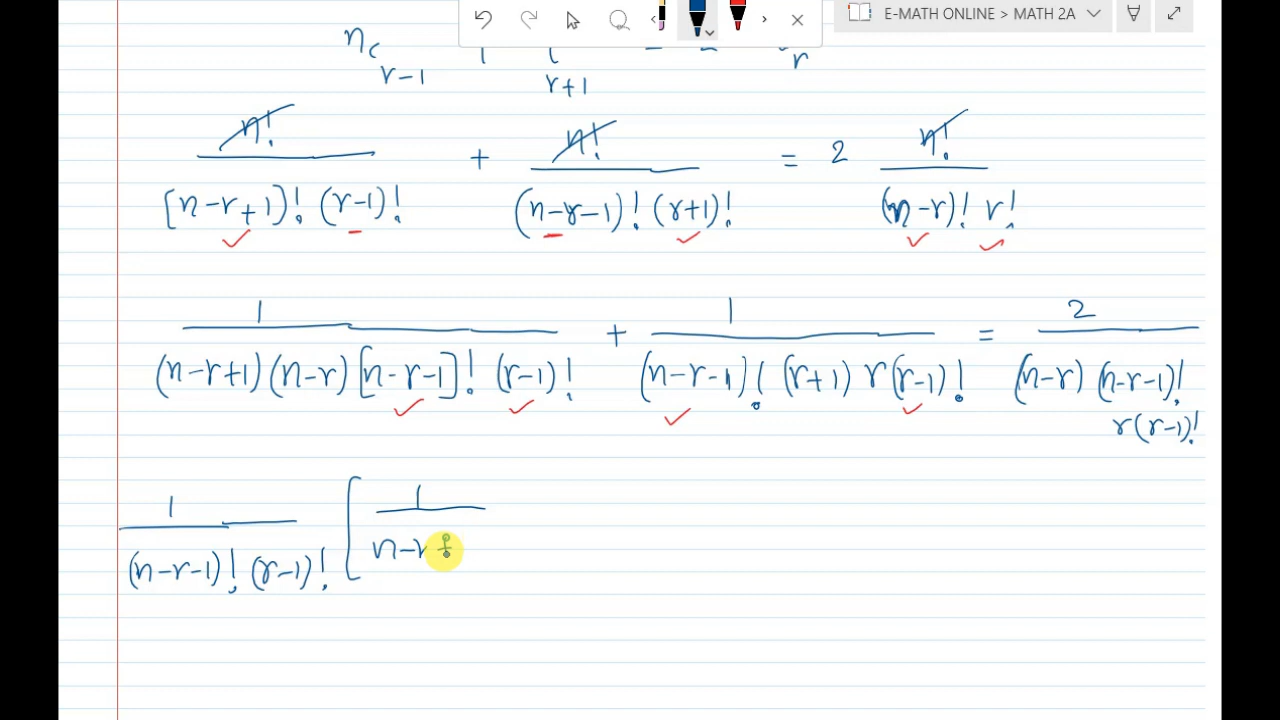 E-MATH ONLINE > MATH 2A
n c r-1 r+1 r
n! + n! = 2 n!
[n-r+1)! (r-1)! (n-r-1)! (r+1)! (n-r)! r!
1 + 1 = 2
(n-r+1)(n-r)[n-r-1]! (r-1)! (n-r-1)! (r+1) r(r-1)! (n-r)(n-r-1)!
r(r-1)!
1 [ 1
(n-r-1)! (r-1)! n-r+